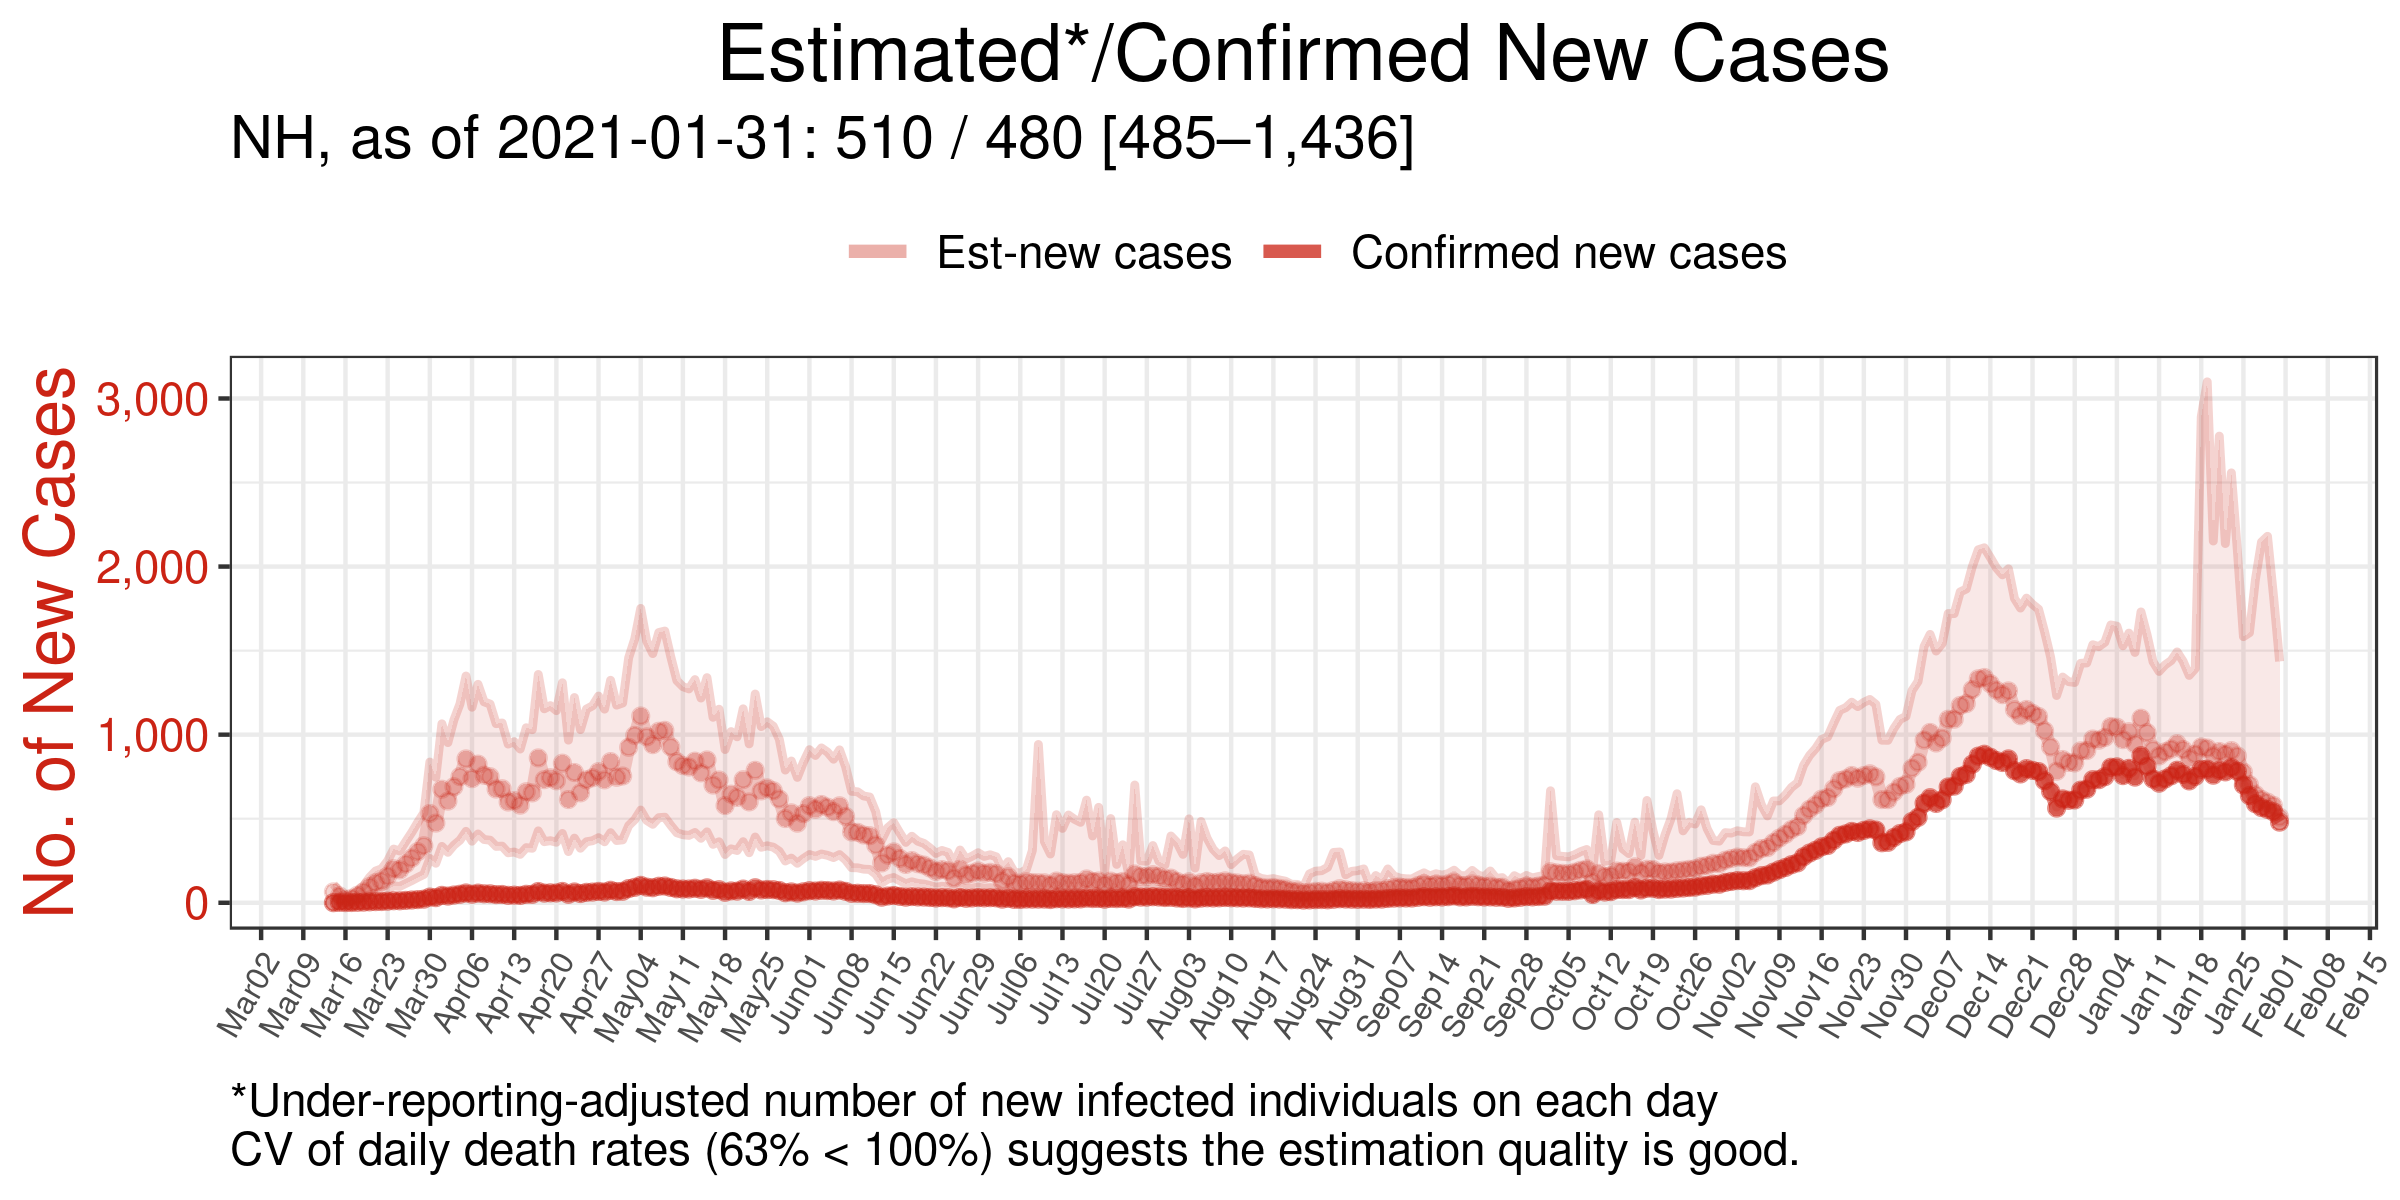 Estimated*/Confirmed New Cases
NH, as of 2021-01-31: 510 / 480 [485–1,436]
Est-new cases Confirmed new cases
No. of New Cases
3,000
2,000
1,000
0
Mar02 Mar09 Mar16 Mar23 Mar30 Apr06 Apr13 Apr20 Apr27 May04 May11 May18 May25 Jun01 Jun08 Jun15 Jun22 Jun29 Jul06 Jul13 Jul20 Jul27 Aug03 Aug10 Aug17 Aug24 Aug31 Sep07 Sep14 Sep21 Sep28 Oct05 Oct12 Oct19 Oct26 Nov02 Nov09 Nov16 Nov23 Nov30 Dec07 Dec14 Dec21 Dec28 Jan04 Jan11 Jan18 Jan25 Feb01 Feb08 Feb15
*Under-reporting-adjusted number of new infected individuals on each day
CV of daily death rates (63% < 100%) suggests the estimation quality is good.